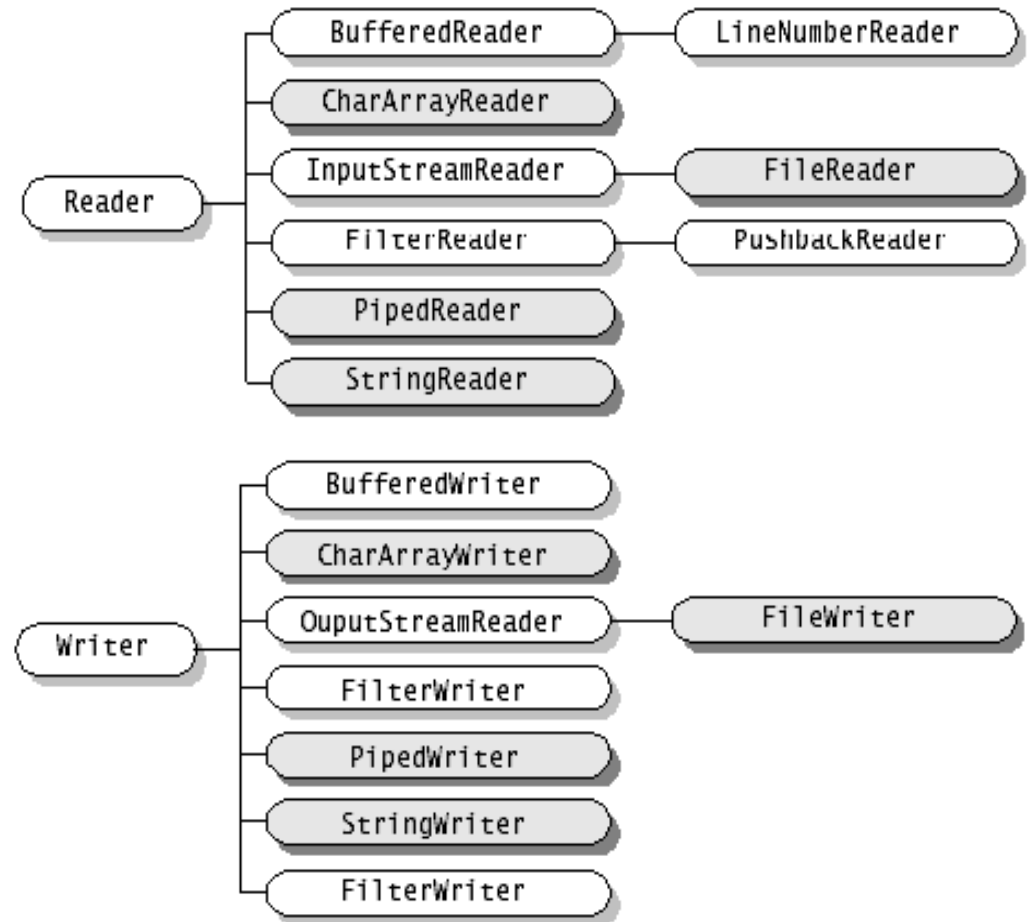 BufferedReader LineNumberReader
CharArrayReader
InputStreamReader FileReader
Reader
FilterReader PushbackReader
PipedReader
StringReader
BufferedWriter
CharArrayWriter
OuputStreamReader FileWriter
Writer
FilterWriter
PipedWriter
StringWriter
FilterWriter